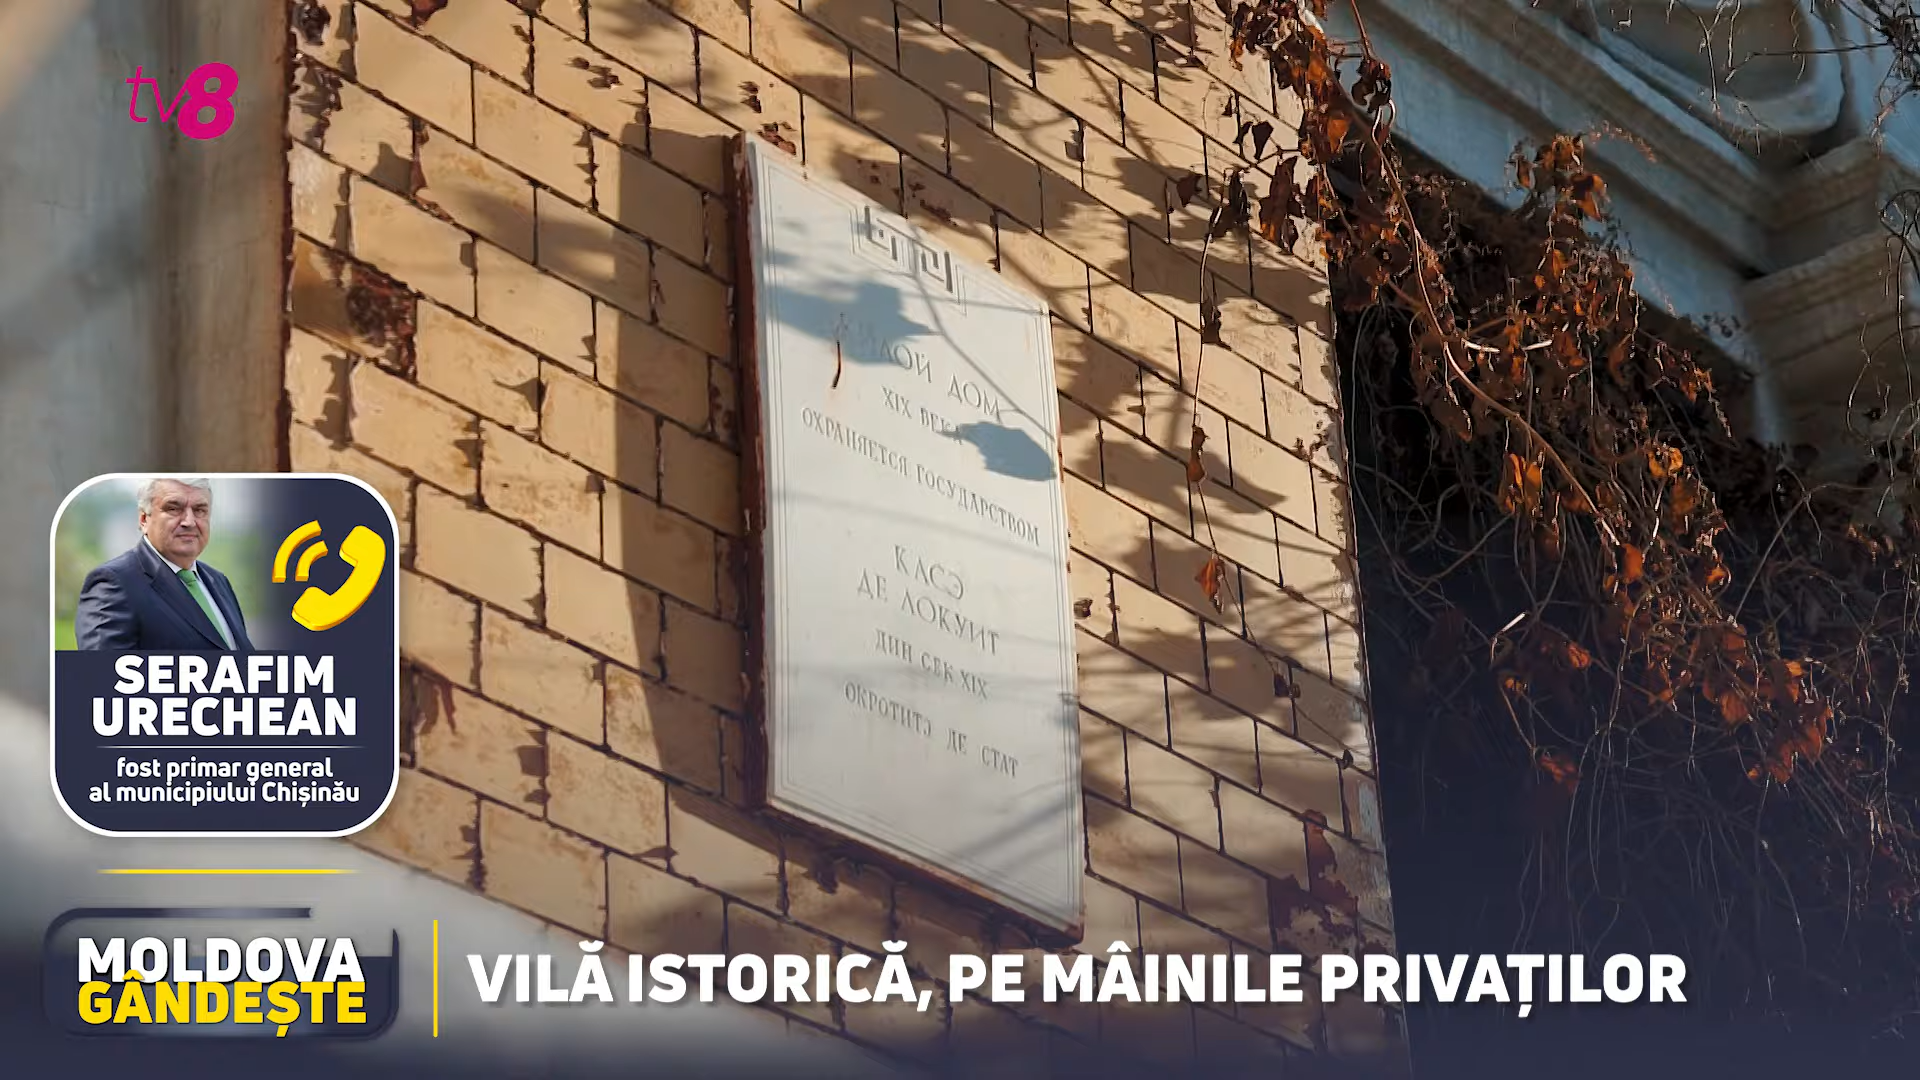 tv8
ЖИЛОЙ ДОМ
XIX ВЕКА
ОХРАНЯЕТСЯ ГОСУДАРСТВОМ
КАСЭ
ДЕ ЛОКУИТ
ДИН СЕК XIX
ОКРОТИТЭ ДЕ СТАТ
SERAFIM
URECHEAN
fost primar general
al municipiului Chișinău
MOLDOVA
GÂNDEȘTE
VILĂ ISTORICĂ, PE MÂINILE PRIVAȚILOR